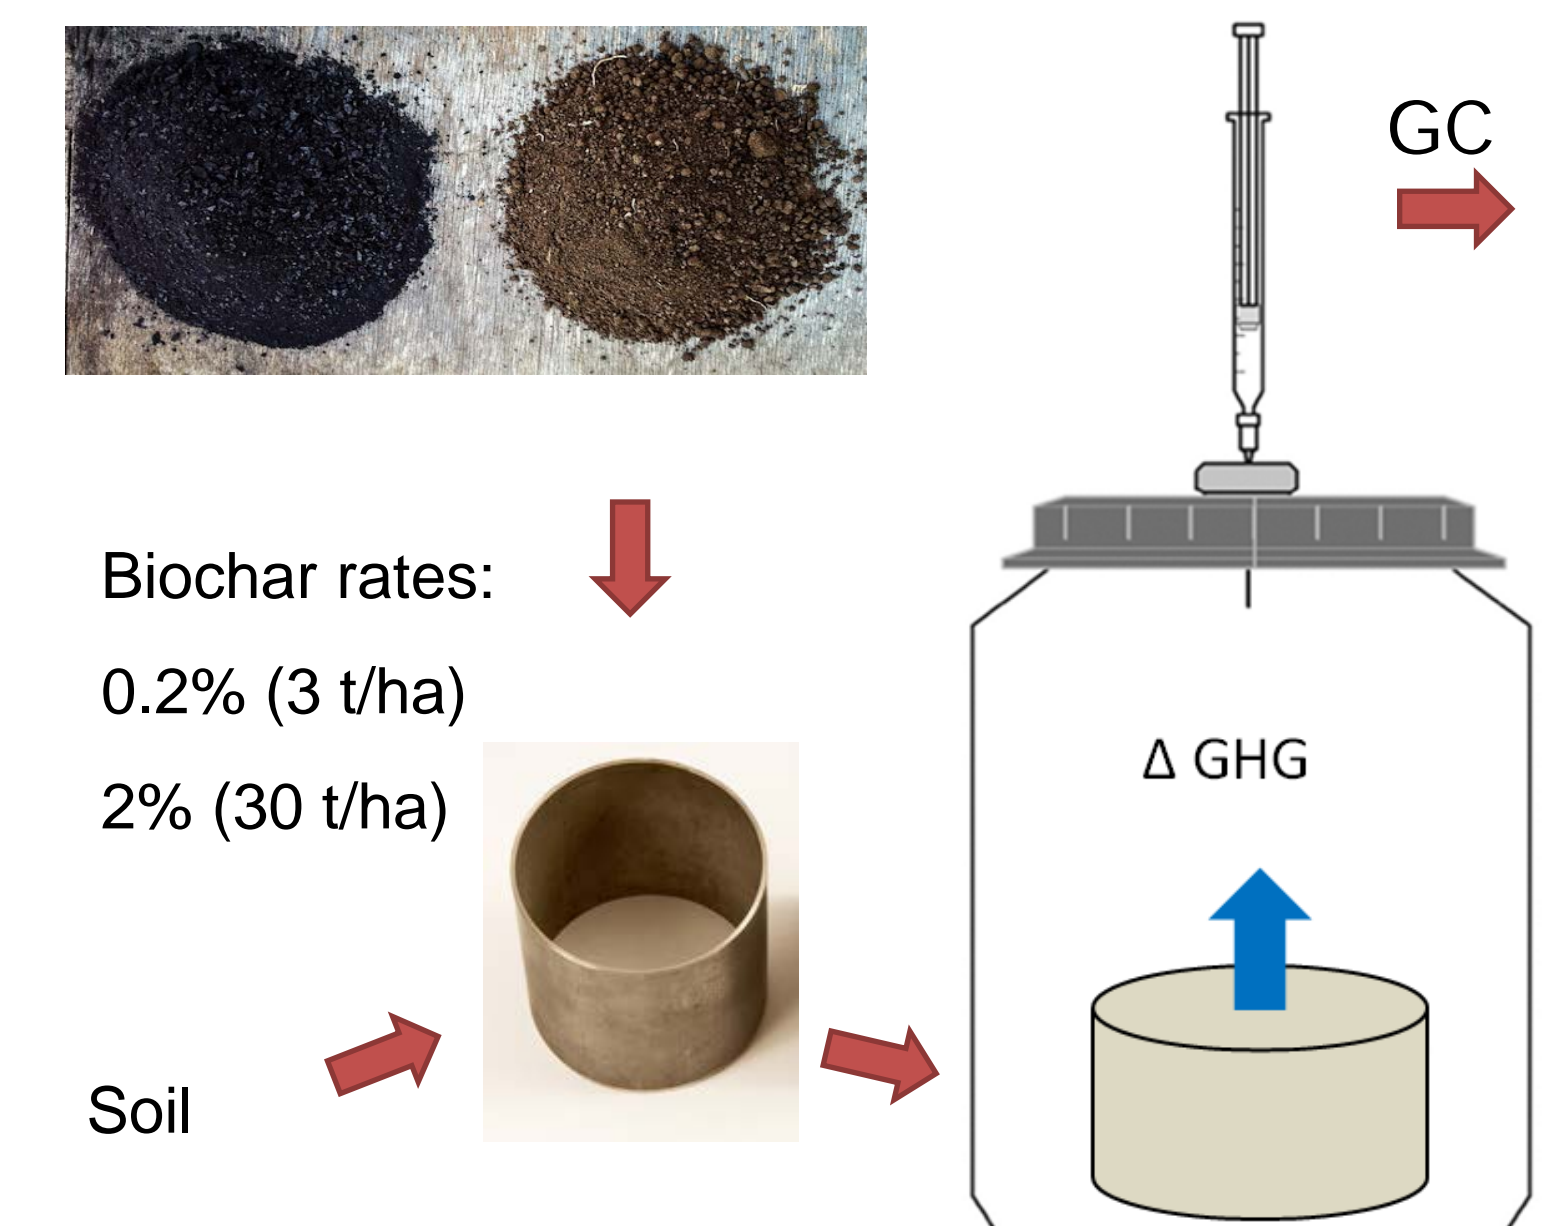 GC
Biochar rates:
0.2% (3 t/ha)
2% (30 t/ha)
Δ GHG
Soil